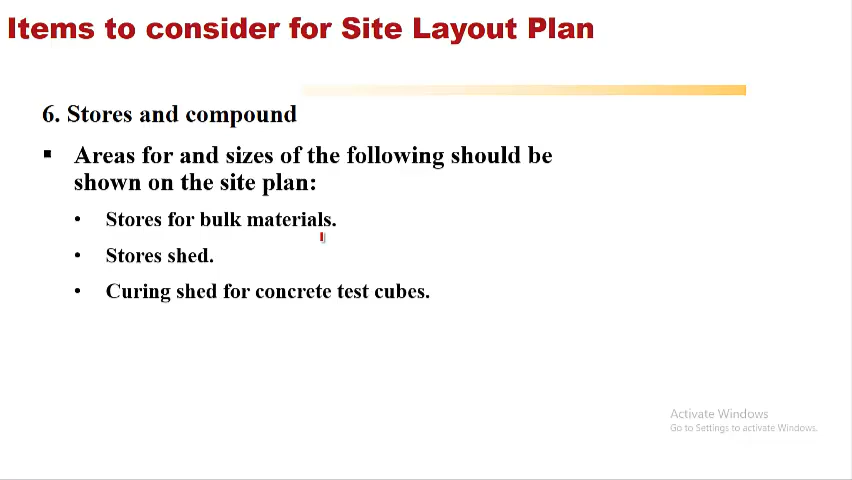 Items to consider for Site Layout Plan
6. Stores and compound
▪ Areas for and sizes of the following should be
shown on the site plan:
• Stores for bulk materials.
• Stores shed.
• Curing shed for concrete test cubes.
Activate Windows
Go to Settings to activate Windows.